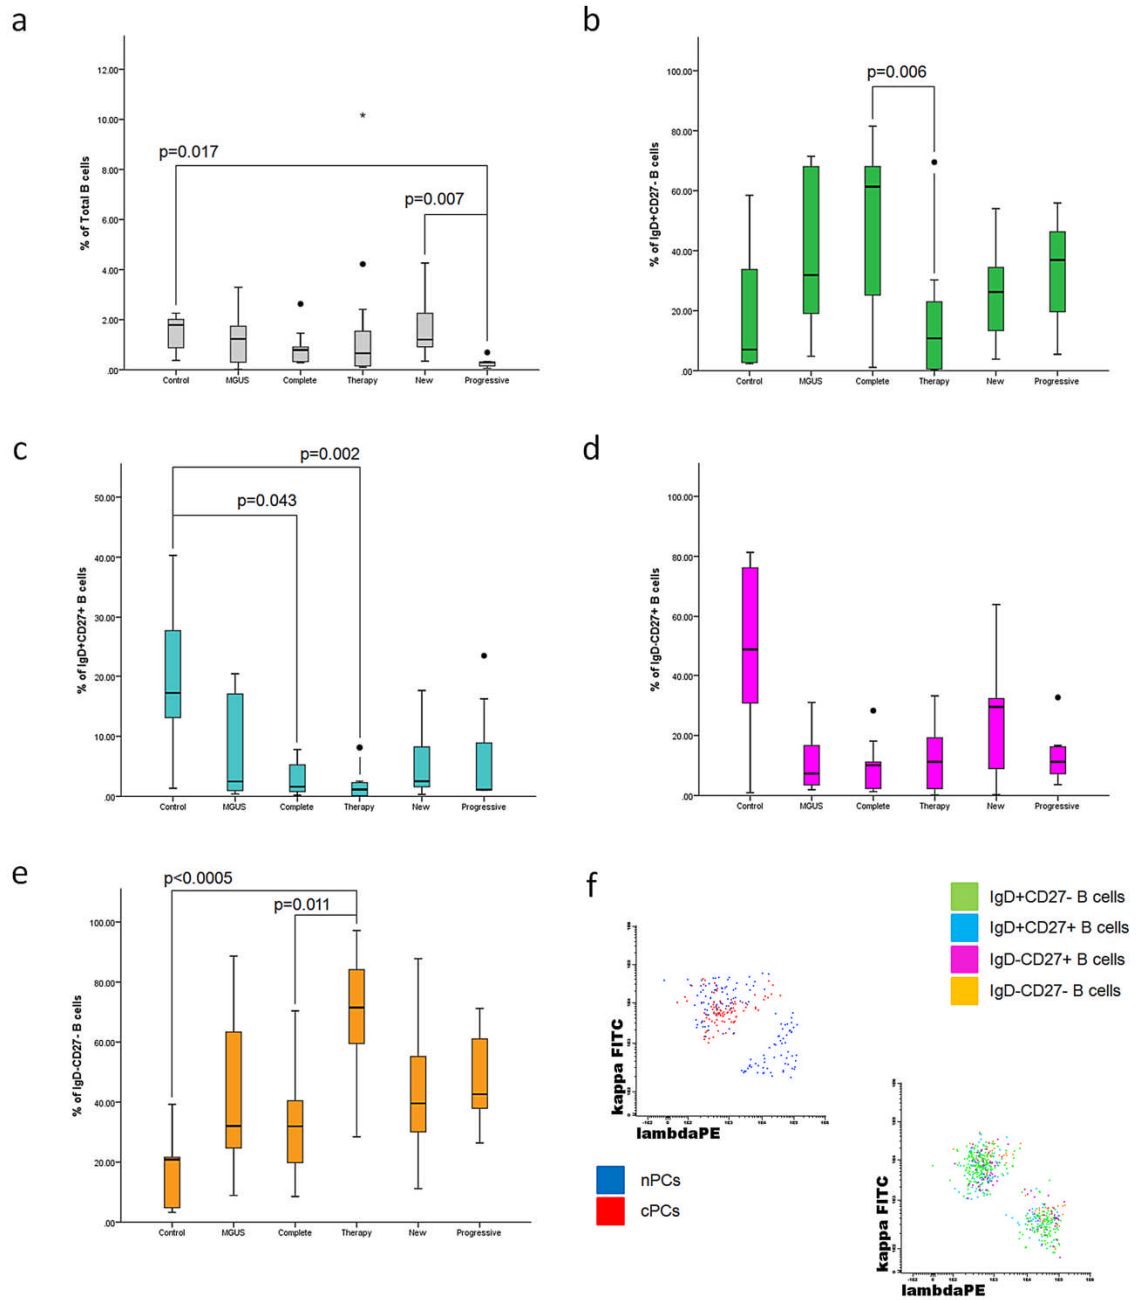 a
% of Total B cells
12.00
10.00
8.00
6.00
4.00
2.00
.00
p=0.017
p=0.007
*
Control MGUS Complete Therapy New Progressive
b
% of IgD+CD27- B cells
100.00
80.00
60.00
40.00
20.00
.00
p=0.006
Control MGUS Complete Therapy New Progressive
c
% of IgD+CD27+ B cells
50.00
40.00
30.00
20.00
10.00
.00
p=0.002
p=0.043
Control MGUS Complete Therapy New Progressive
d
% of IgD-CD27+ B cells
100.00
80.00
60.00
40.00
20.00
.00
Control MGUS Complete Therapy New Progressive
e
% of IgD-CD27- B cells
100.00
80.00
60.00
40.00
20.00
.00
p<0.0005
p=0.011
Control MGUS Complete Therapy New Progressive
f
IgD+CD27- B cells
IgD+CD27+ B cells
IgD-CD27+ B cells
IgD-CD27- B cells
kappa FITC
lambdaPE
nPCs
cPCs
kappa FITC
lambdaPE